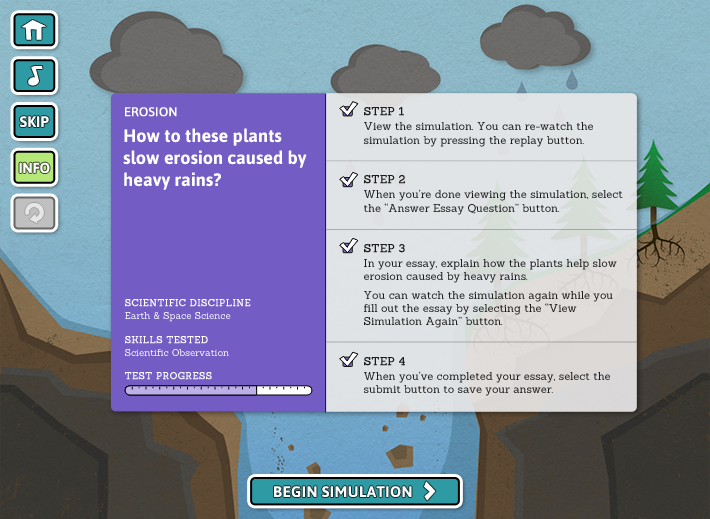 SKIP
INFO
EROSION
How to these plants
slow erosion caused by
heavy rains?
SCIENTIFIC DISCIPLINE
Earth & Space Science
SKILLS TESTED
Scientific Observation
TEST PROGRESS
STEP 1
View the simulation. You can re-watch the
simulation by pressing the replay button.
STEP 2
When you're done viewing the simulation, select
the "Answer Essay Question" button.
STEP 3
In your essay, explain how the plants help slow
erosion caused by heavy rains.
You can watch the simulation again while you
fill out the essay by selecting the "View
Simulation Again" button.
STEP 4
When you've completed your essay, select the
submit button to save your answer.
BEGIN SIMULATION